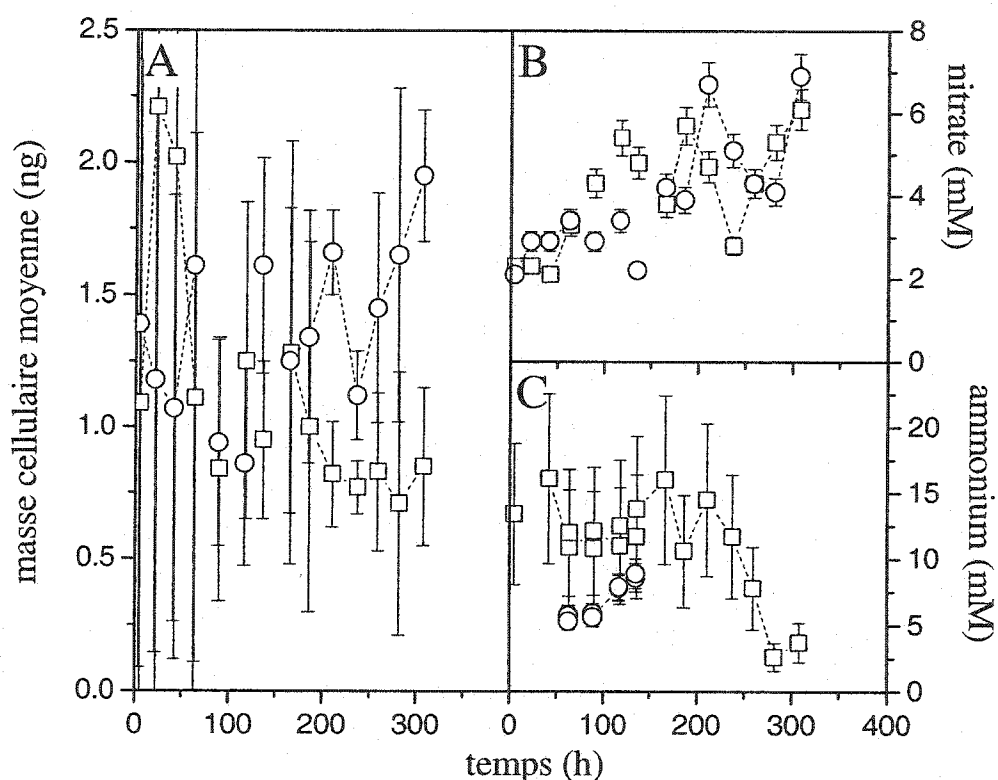 A
B
C
masse cellulaire moyenne (ng)
2.5
2.0
1.5
1.0
0.5
0.0
0 100 200 300
0 100 200 300 400
temps (h)
nitrate (mM)
8
6
4
2
0
ammonium (mM)
20
15
10
5
0